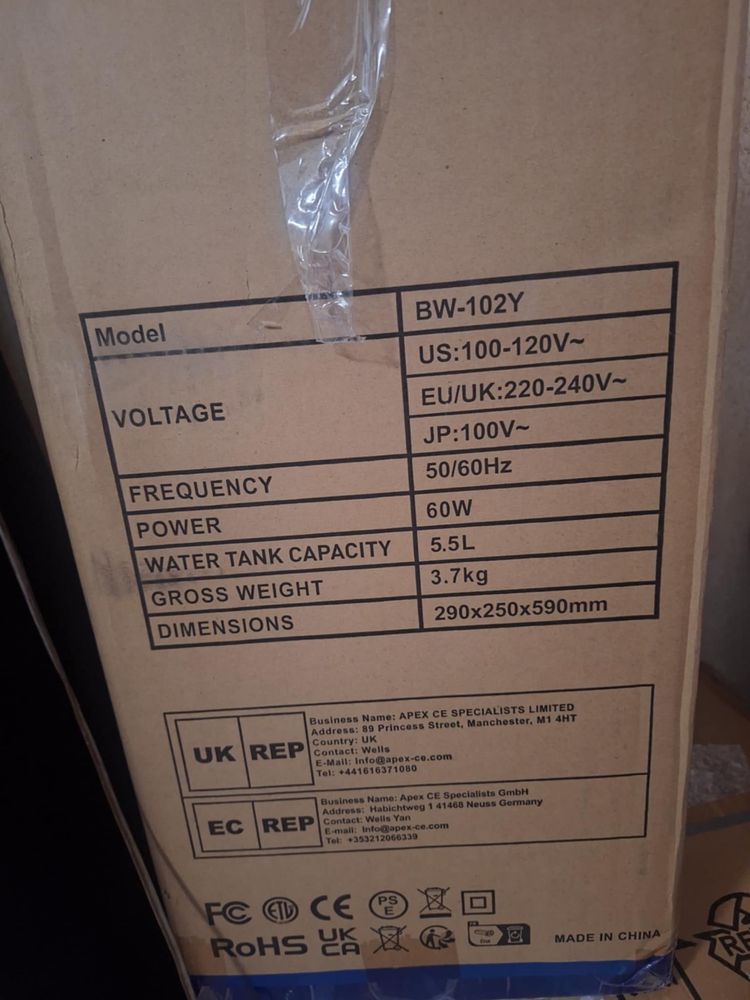 Model BW-102Y
VOLTAGE US:100-120V~
EU/UK:220-240V~
JP:100V~
FREQUENCY 50/60Hz
POWER 60W
WATER TANK CAPACITY 5.5L
GROSS WEIGHT 3.7kg
DIMENSIONS 290x250x590mm
UK REP
Business Name: APEX CE SPECIALISTS LIMITED
Address: 89 Princess Street, Manchester, M1 4HT
Country: UK
Contact: Wells
E-Mail: Info@apex-ce.com
Tel: +441616371080
EC REP
Business Name: Apex CE Specialists GmbH
Address: Habichtweg 1 41468 Neuss Germany
Contact: Wells Yan
E-mail: Info@apex-ce.com
Tel: +353212066339
FC ETL CE PS E
RoHS UK CA
MADE IN CHINA